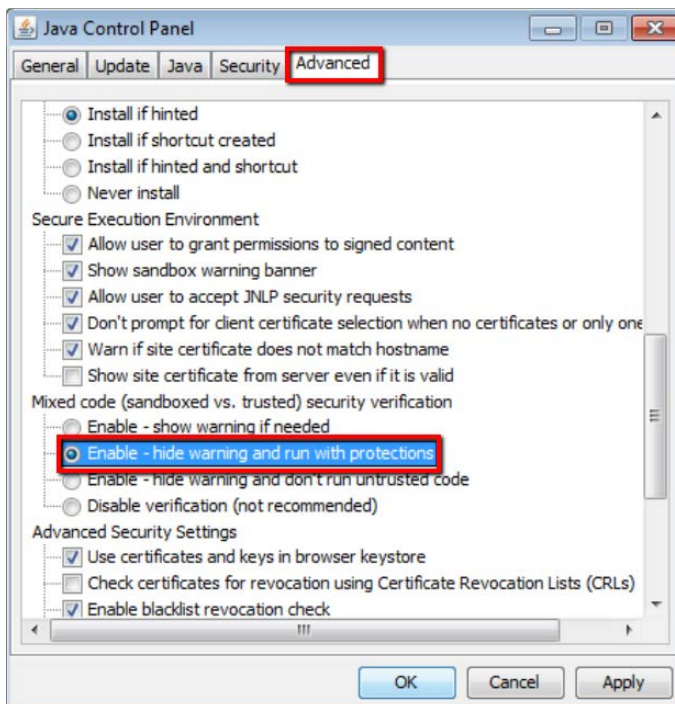 Java Control Panel
General Update Java Security Advanced
Install if hinted
Install if shortcut created
Install if hinted and shortcut
Never install
Secure Execution Environment
Allow user to grant permissions to signed content
Show sandbox warning banner
Allow user to accept JNLP security requests
Don't prompt for client certificate selection when no certificates or only one
Warn if site certificate does not match hostname
Show site certificate from server even if it is valid
Mixed code (sandboxed vs. trusted) security verification
Enable - show warning if needed
Enable - hide warning and run with protections
Enable - hide warning and don't run untrusted code
Disable verification (not recommended)
Advanced Security Settings
Use certificates and keys in browser keystore
Check certificates for revocation using Certificate Revocation Lists (CRLs)
Enable blacklist revocation check
OK Cancel Apply